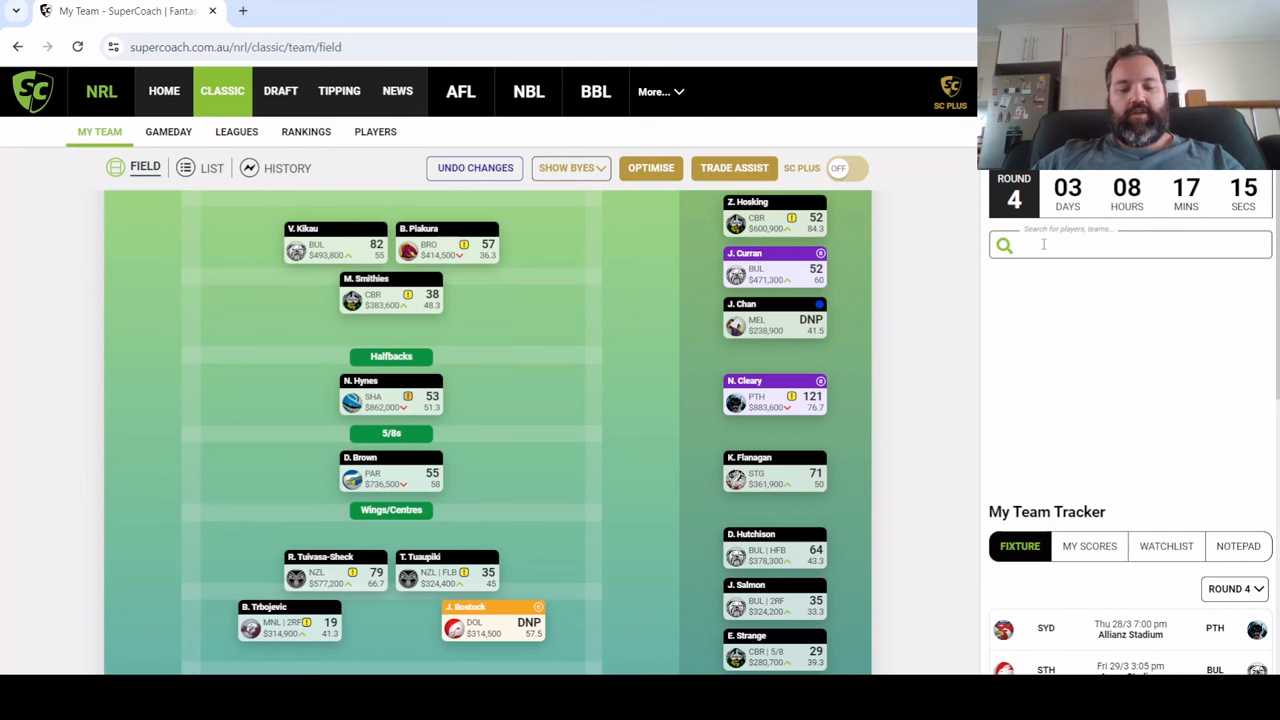 My Team - SuperCoach | Fantas
supercoach.com.au/nrl/classic/team/field
SC NRL HOME CLASSIC DRAFT TIPPING NEWS AFL NBL BBL More... SC PLUS
MY TEAM GAMEDAY LEAGUES RANKINGS PLAYERS
FIELD LIST HISTORY UNDO CHANGES SHOW BYES OPTIMISE TRADE ASSIST SC PLUS OFF
ROUND 4 03 DAYS 08 HOURS 17 MINS 15 SECS
Search for players, teams...
V. Kikau
BUL 82
$493,800 55
B. Piakura
BRO 57
$414,500 36.3
M. Smithies
CBR 38
$383,600 48.3
Halfbacks
N. Hynes
SHA 53
$862,000 51.3
5/8s
D. Brown
PAR 55
$736,500 58
Wings/Centres
R. Tuivasa-Sheck
NZL 79
$577,200 66.7
T. Tuaupiki
NZL | FLB 35
$324,400 45
B. Trbojevic
MNL | 2RF 19
$314,900 41.3
J. Bostock
DOL DNP
$314,500 57.5
Z. Hosking
CBR 52
$600,900 84.3
J. Curran
BUL 52
$471,300 60
J. Chan
MEL DNP
$238,900 41.5
N. Cleary
PTH 121
$883,600 76.7
K. Flanagan
STG 71
$361,900 50
D. Hutchison
BUL | HFB 64
$378,300 43.3
J. Salmon
BUL | 2RF 35
$324,200 33.3
E. Strange
CBR | 5/8 29
$280,700 39.3
My Team Tracker
FIXTURE MY SCORES WATCHLIST NOTEPAD
ROUND 4
SYD Thu 28/3 7:00 pm PTH
Allianz Stadium
STH Fri 29/3 3:05 pm BUL